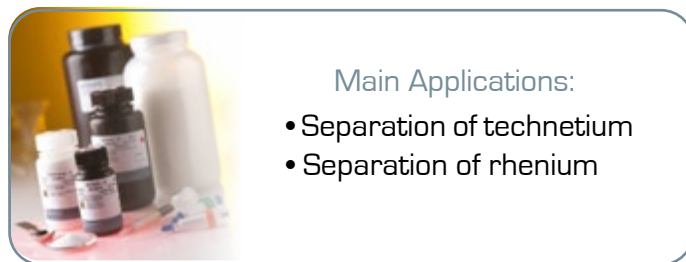 Main Applications:
• Separation of technetium
• Separation of rhenium